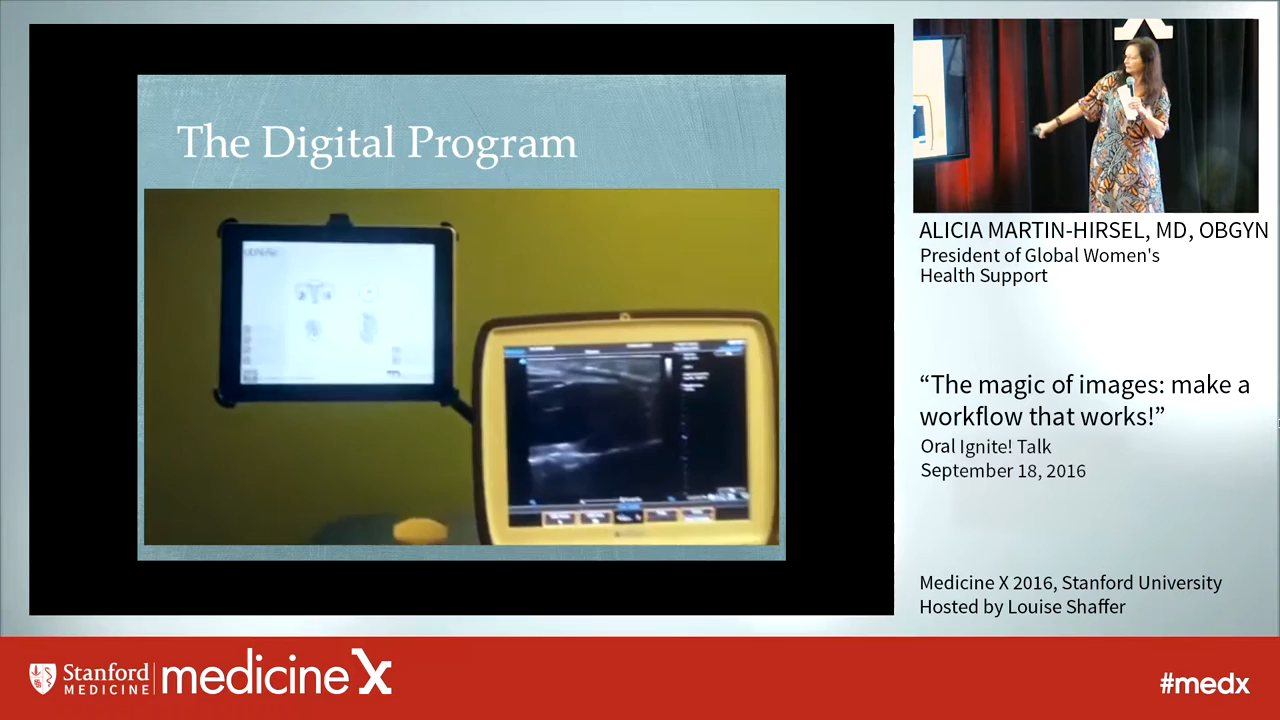 The Digital Program
ALICIA MARTIN-HIRSEL, MD, OBGYN
President of Global Women's
Health Support
“The magic of images: make a
workflow that works!”
Oral Ignite! Talk
September 18, 2016
Medicine X 2016, Stanford University
Hosted by Louise Shaffer
Stanford
MEDICINE
medicine X
#medx